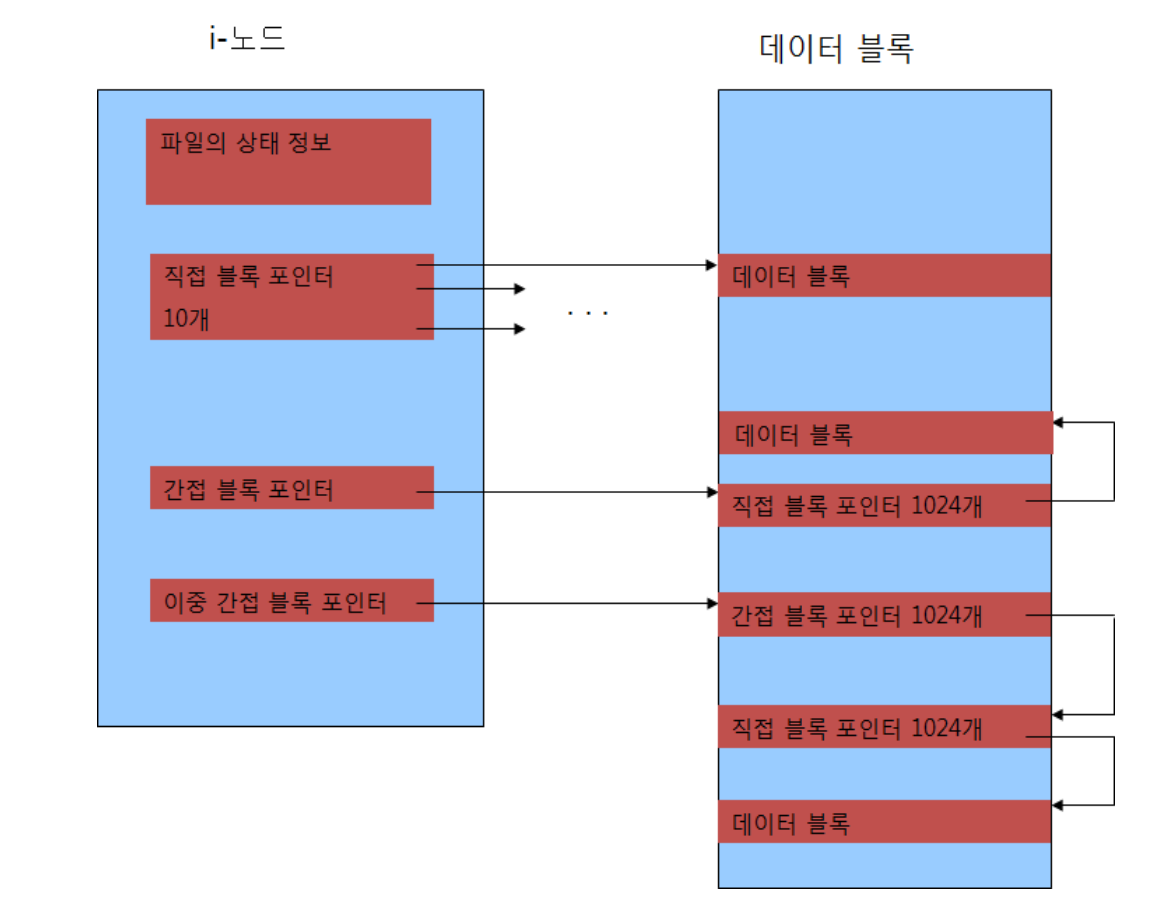 i-노드
데이터 블록
파일의 상태 정보
직접 블록 포인터
10개
. . .
데이터 블록
데이터 블록
간접 블록 포인터
직접 블록 포인터 1024개
이중 간접 블록 포인터
간접 블록 포인터 1024개
직접 블록 포인터 1024개
데이터 블록